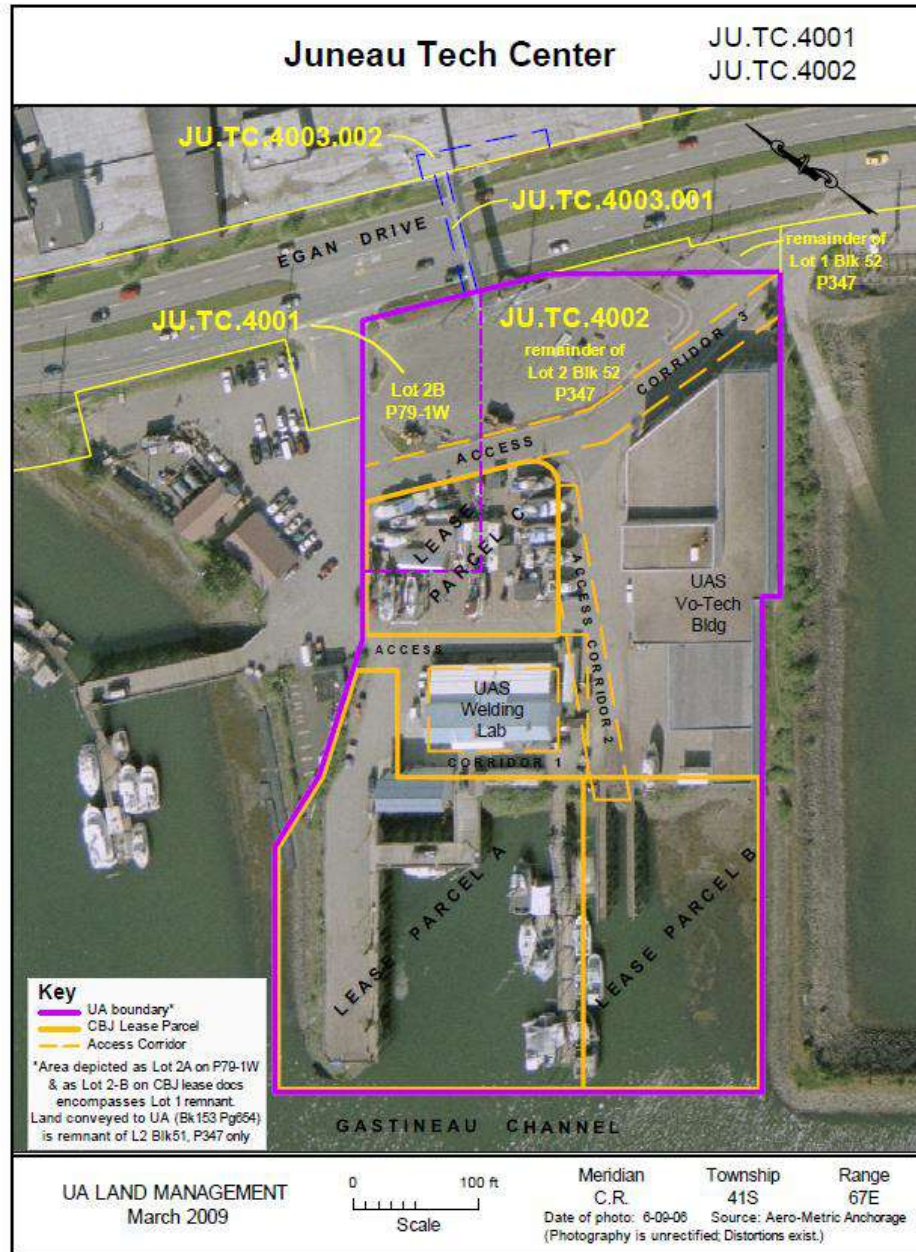 Juneau Tech Center
JU.TC.4001
JU.TC.4002
JU.TC.4003.002
JU.TC.4003.001
EGAN DRIVE
remainder of
Lot 1 Blk 52
P347
JU.TC.4001
JU.TC.4002
remainder of
Lot 2 Blk 52
P347
Lot 2B
P79-1W
ACCESS
CORRIDOR 3
LEASE
PARCEL C
ACCESS CORRIDOR 2
UAS
Vo-Tech
Bldg
ACCESS
UAS
Welding
Lab
CORRIDOR 1
LEASE PARCEL A
LEASE PARCEL B
Key
UA boundary*
CBJ Lease Parcel
Access Corridor
*Area depicted as Lot 2A on P79-1W
& as Lot 2-B on CBJ lease docs
encompasses Lot 1 remnant.
Land conveyed to UA (Bk153 Pg654)
is remnant of L2 Blk51, P347 only
GASTINEAU CHANNEL
UA LAND MANAGEMENT
March 2009
0 100 ft
Scale
Meridian Township Range
C.R. 41S 67E
Date of photo: 6-09-06 Source: Aero-Metric Anchorage
(Photography is unrectified; Distortions exist.)